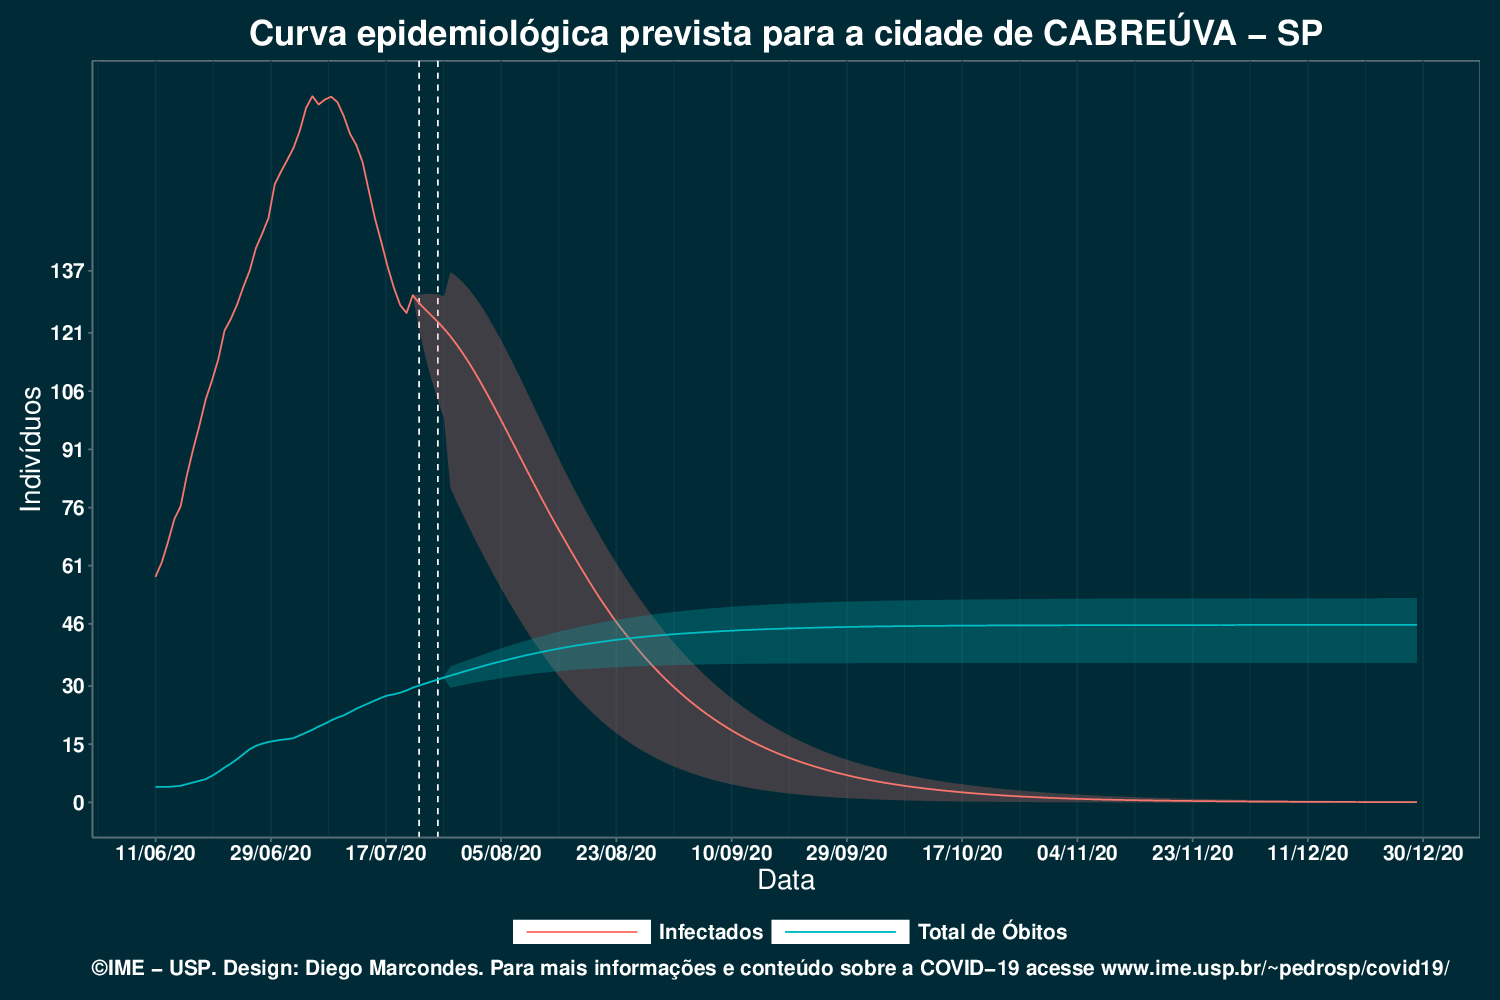 Curva epidemiológica prevista para a cidade de CABREÚVA – SP
Indivíduos
137
121
106
91
76
61
46
30
15
0
11/06/20 29/06/20 17/07/20 05/08/20 23/08/20 10/09/20 29/09/20 17/10/20 04/11/20 23/11/20 11/12/20 30/12/20
Data
Infectados Total de Óbitos
©IME – USP. Design: Diego Marcondes. Para mais informações e conteúdo sobre a COVID–19 acesse www.ime.usp.br/~pedrosp/covid19/